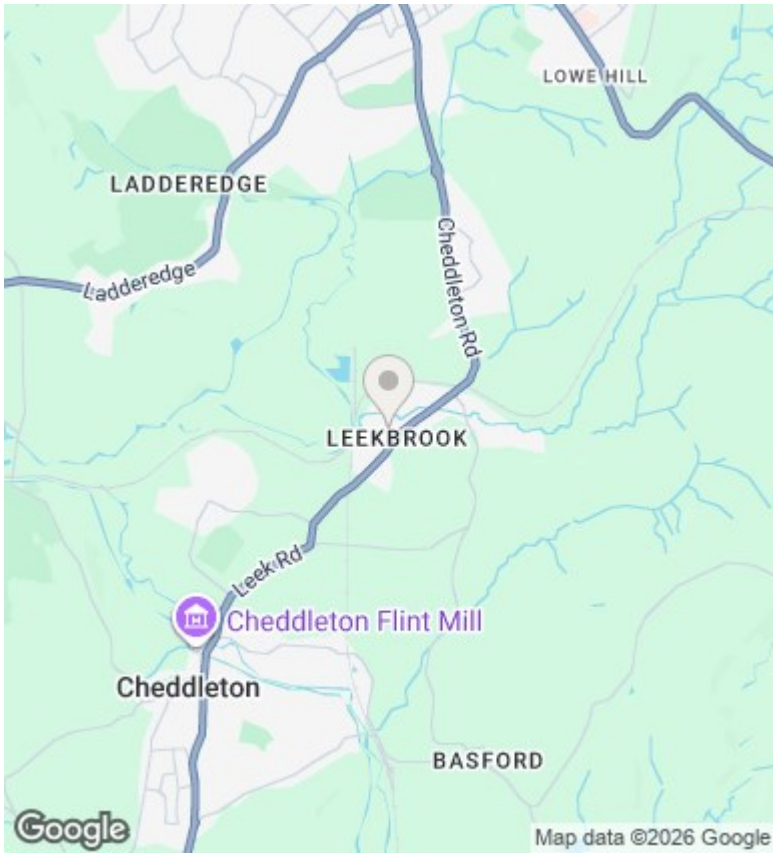 LOWE HILL
LADDEREDGE
Ladderedge
Cheddleton Rd
LEEKBROOK
Leek Rd
Cheddleton Flint Mill
Cheddleton
BASFORD
Google
Map data ©2026 Google